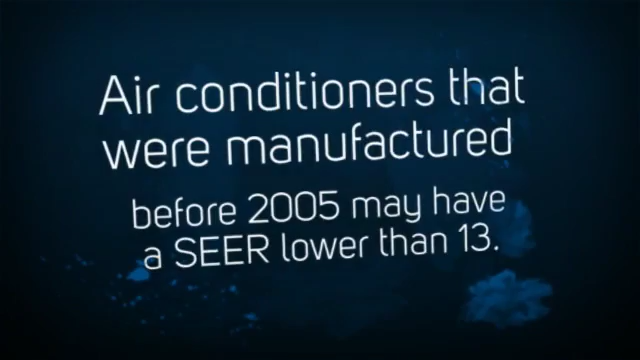 Air conditioners that
were manufactured
before 2005 may have
a SEER lower than 13.